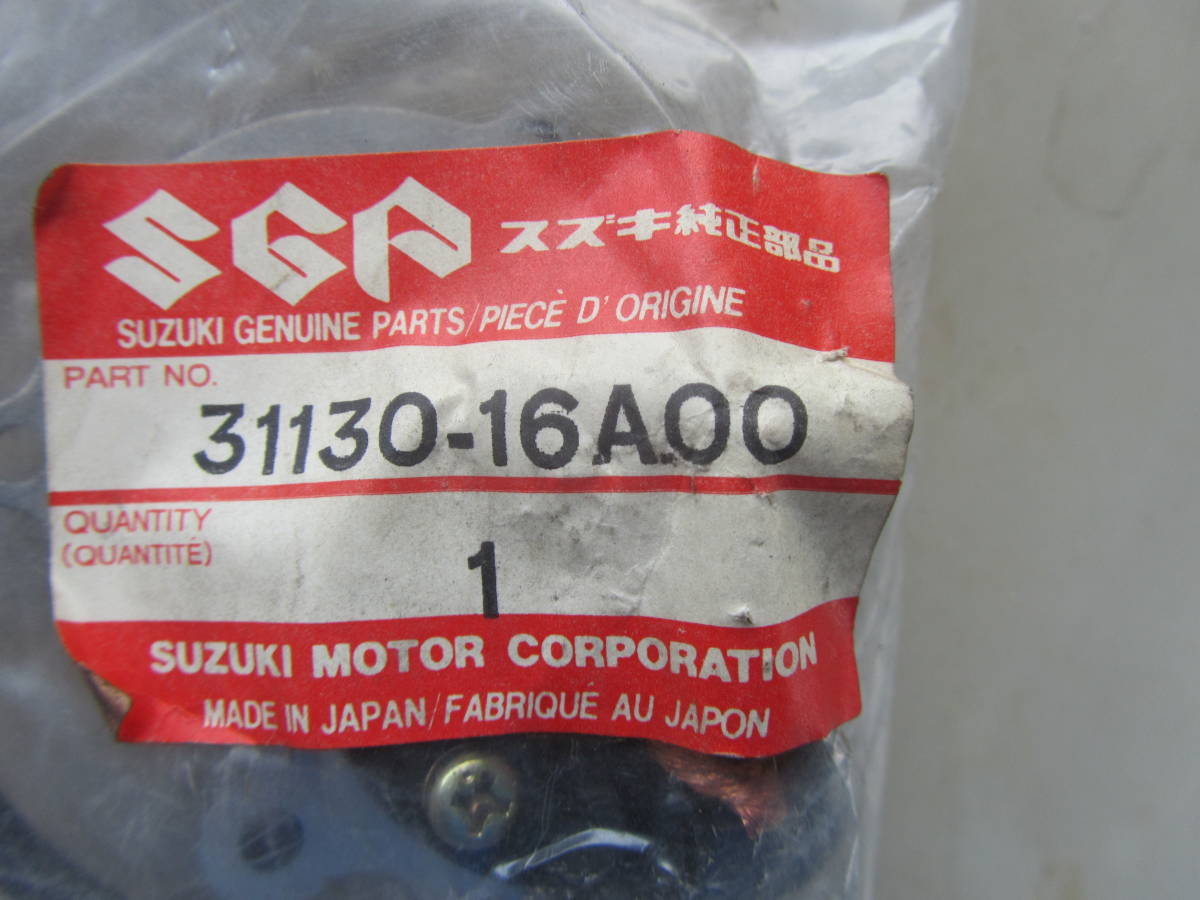 SGP スズキ純正部品
SUZUKI GENUINE PARTS/PIECÈ D'ORIGINE
PART NO.
31130-16A00
QUANTITY
(QUANTITÉ)
1
SUZUKI MOTOR CORPORATION
MADE IN JAPAN/FABRIQUE AU JAPON